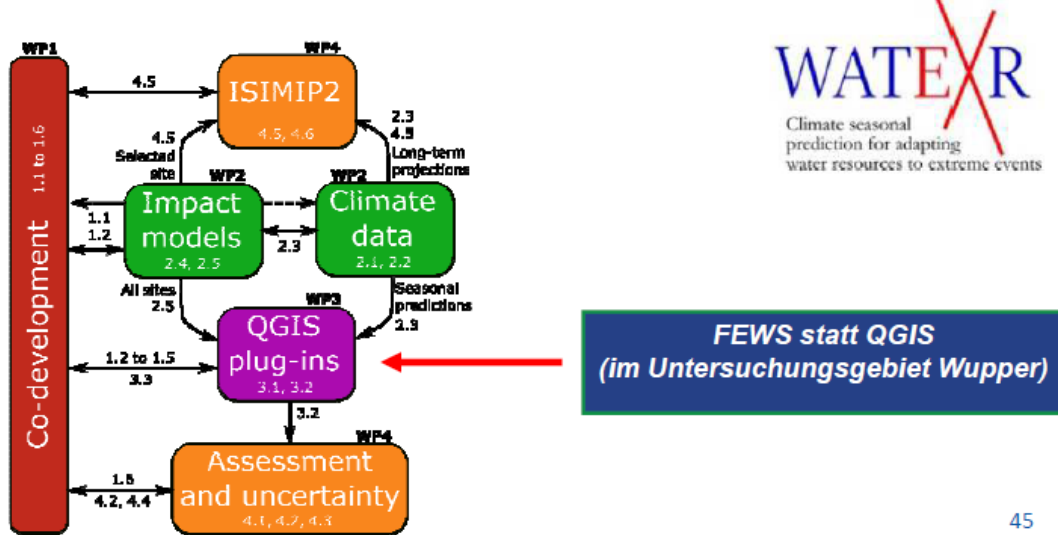 WP1
Co-development
1.1 to 1.6
4.5
WP4
ISIMIP2
4.5, 4.6
4.5
Selected
site
2.3
4.5
Long-term
projections
WP2
Impact
models
2.4, 2.5
WP2
Climate
data
2.1, 2.2
1.1
1.2
2.3
All sites
2.5
Seasonal
predictions
2.3
WP3
QGIS
plug-ins
3.1, 3.2
1.2 to 1.5
3.3
3.2
WP4
Assessment
and uncertainty
4.1, 4.2, 4.3
1.6
4.2, 4.4
WATEXR
Climate seasonal
prediction for adapting
water resources to extreme events
FEWS statt QGIS
(im Untersuchungsgebiet Wupper)
45